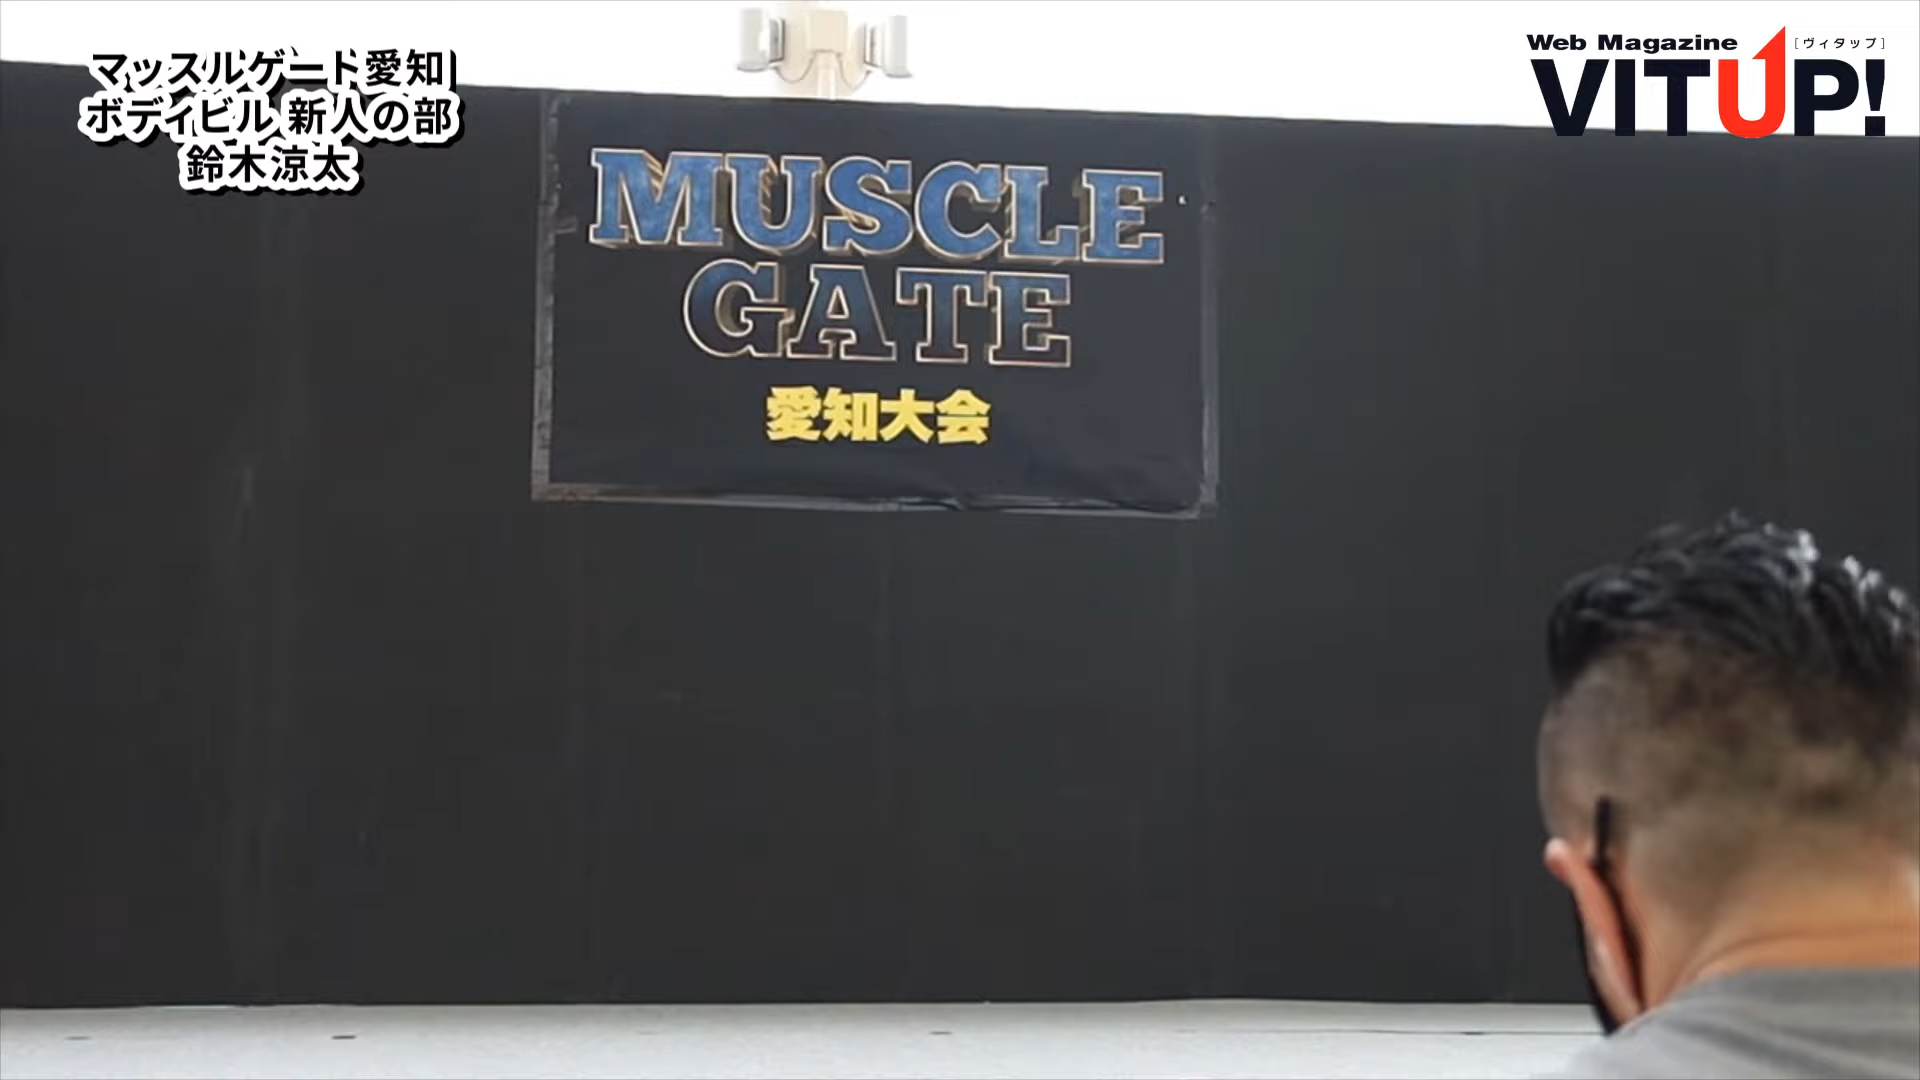 マッスルゲート愛知
ボディビル 新人の部
鈴木涼太
Web Magazine
[ヴィタップ]
VITUP!
MUSCLE
GATE
愛知大会